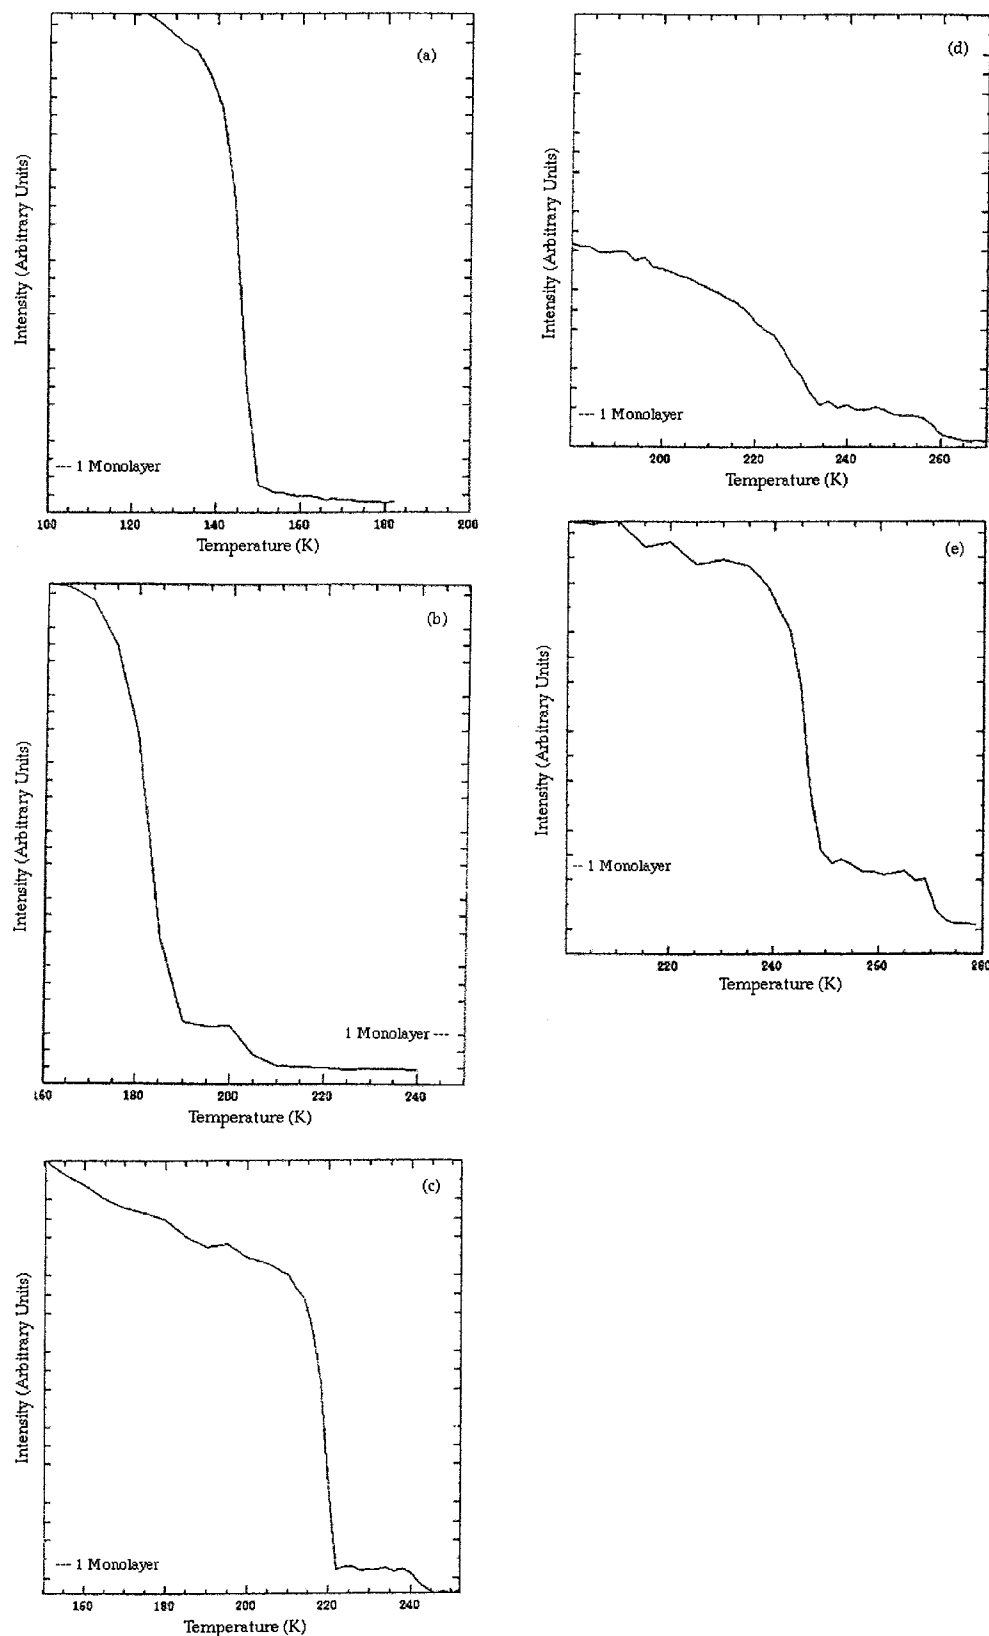 (a)
Intensity (Arbitrary Units)
--- 1 Monolayer
100 120 140 160 180 200
Temperature (K)
(b)
Intensity (Arbitrary Units)
1 Monolayer ---
160 180 200 220 240
Temperature (K)
(c)
Intensity (Arbitrary Units)
--- 1 Monolayer
160 180 200 220 240
Temperature (K)
(d)
Intensity (Arbitrary Units)
--- 1 Monolayer
200 220 240 260
Temperature (K)
(e)
Intensity (Arbitrary Units)
-- 1 Monolayer
220 240 250 260
Temperature (K)